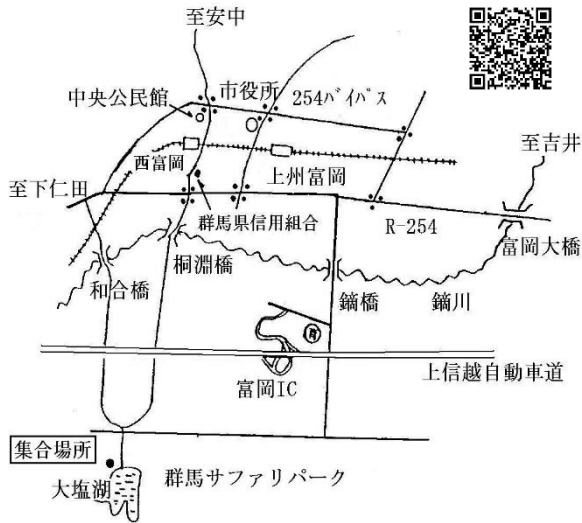 至安中
市役所
中央公民館
254バイパス
西富岡
上州富岡
至吉井
至下仁田
群馬県信用組合
R-254
富岡大橋
桐淵橋
和合橋
鏑橋
鏑川
富岡IC
上信越自動車道
集合場所
大塩湖
群馬サファリパーク